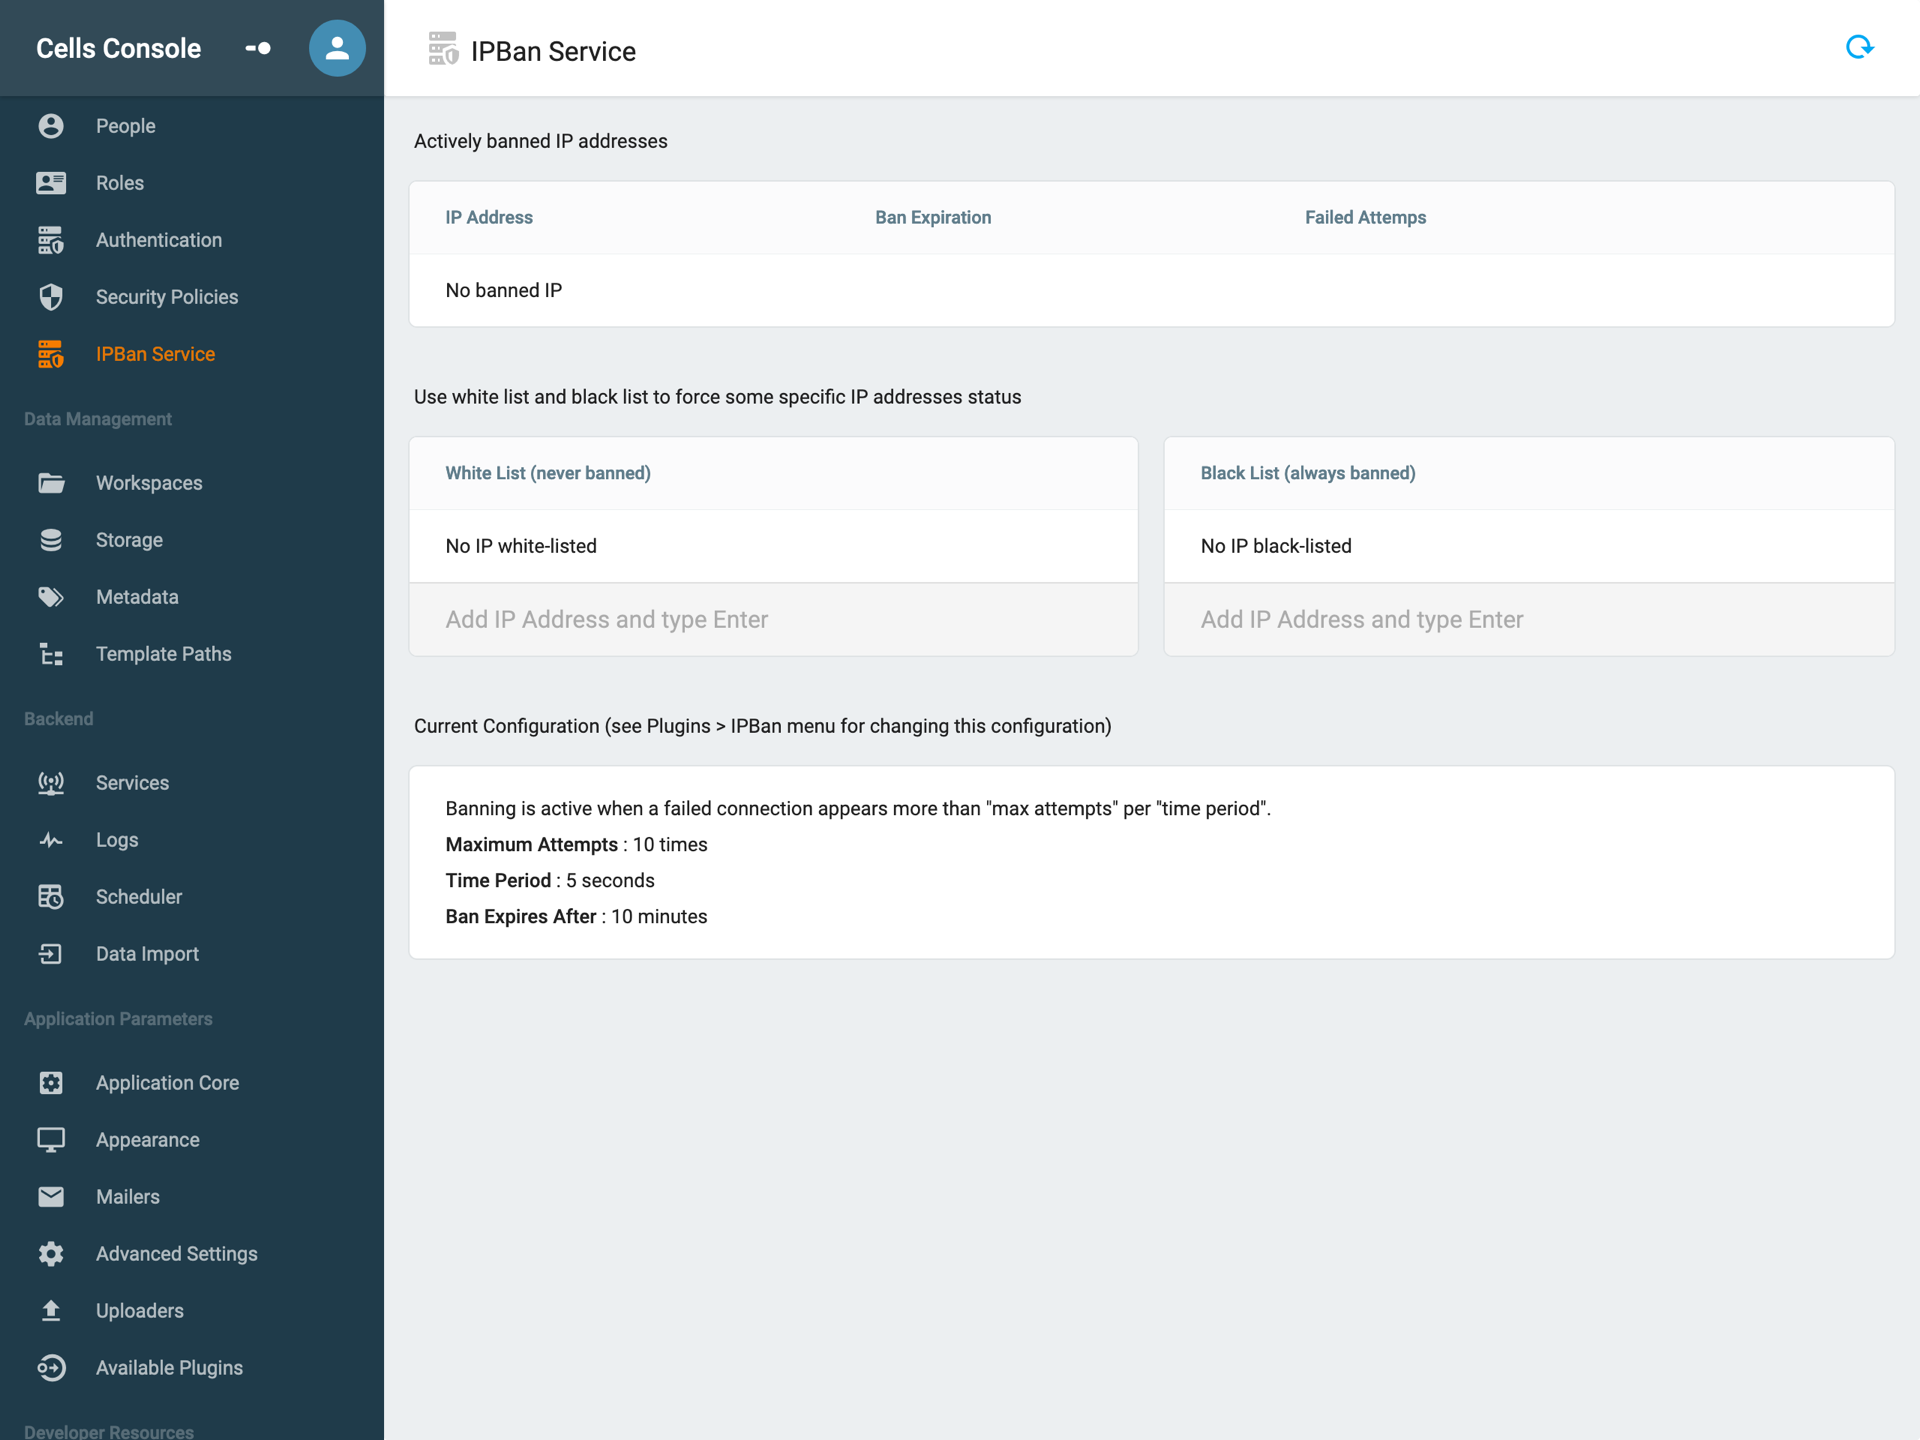 Cells Console
People
Roles
Authentication
Security Policies
IPBan Service
Data Management
Workspaces
Storage
Metadata
Template Paths
Backend
Services
Logs
Scheduler
Data Import
Application Parameters
Application Core
Appearance
Mailers
Advanced Settings
Uploaders
Available Plugins
Developer Resources
IPBan Service
Actively banned IP addresses
IP Address Ban Expiration Failed Attemps
No banned IP
Use white list and black list to force some specific IP addresses status
White List (never banned)
No IP white-listed
Add IP Address and type Enter
Black List (always banned)
No IP black-listed
Add IP Address and type Enter
Current Configuration (see Plugins > IPBan menu for changing this configuration)
Banning is active when a failed connection appears more than "max attempts" per "time period".
Maximum Attempts : 10 times
Time Period : 5 seconds
Ban Expires After : 10 minutes